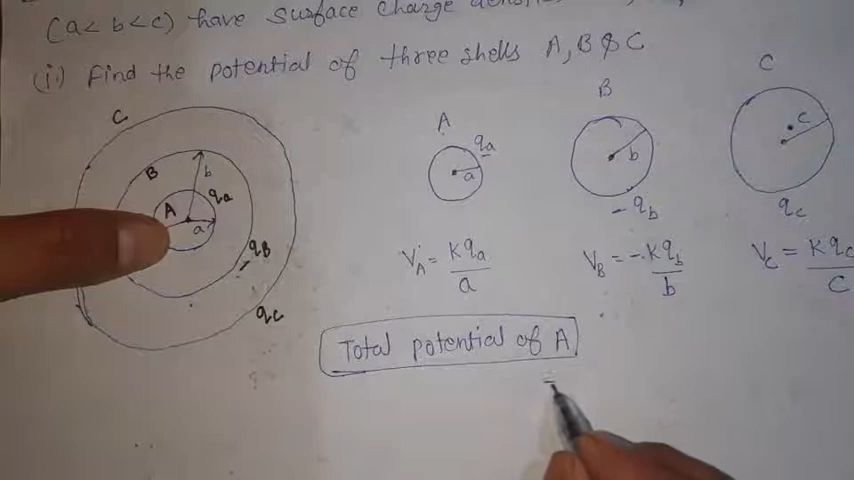 (a < b < c) have surface charge
(i.) Find the potential of three shells A, B & C
C
B
b
A
qa
a
qB
qC
A
qa
a
B
b
- qb
C
c
qc
VA = Kqa/a
VB = - Kqb/b
VC = Kqc/c
Total potential of A